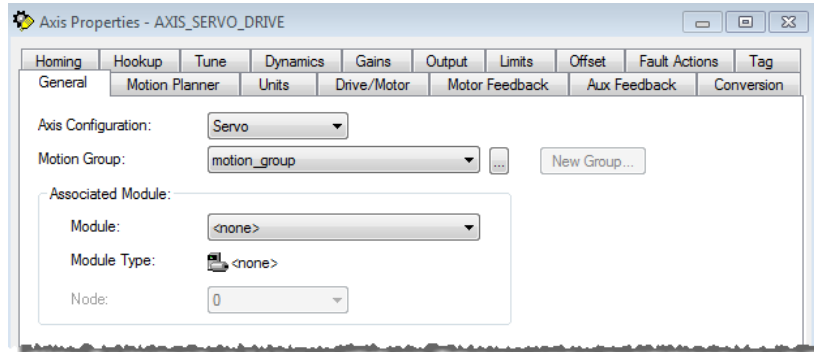 Axis Properties - AXIS_SERVO_DRIVE
Homing Hookup Tune Dynamics Gains Output Limits Offset Fault Actions Tag
General Motion Planner Units Drive/Motor Motor Feedback Aux Feedback Conversion
Axis Configuration: Servo
Motion Group: motion_group ... New Group...
Associated Module:
Module: <none>
Module Type: <none>
Node: 0